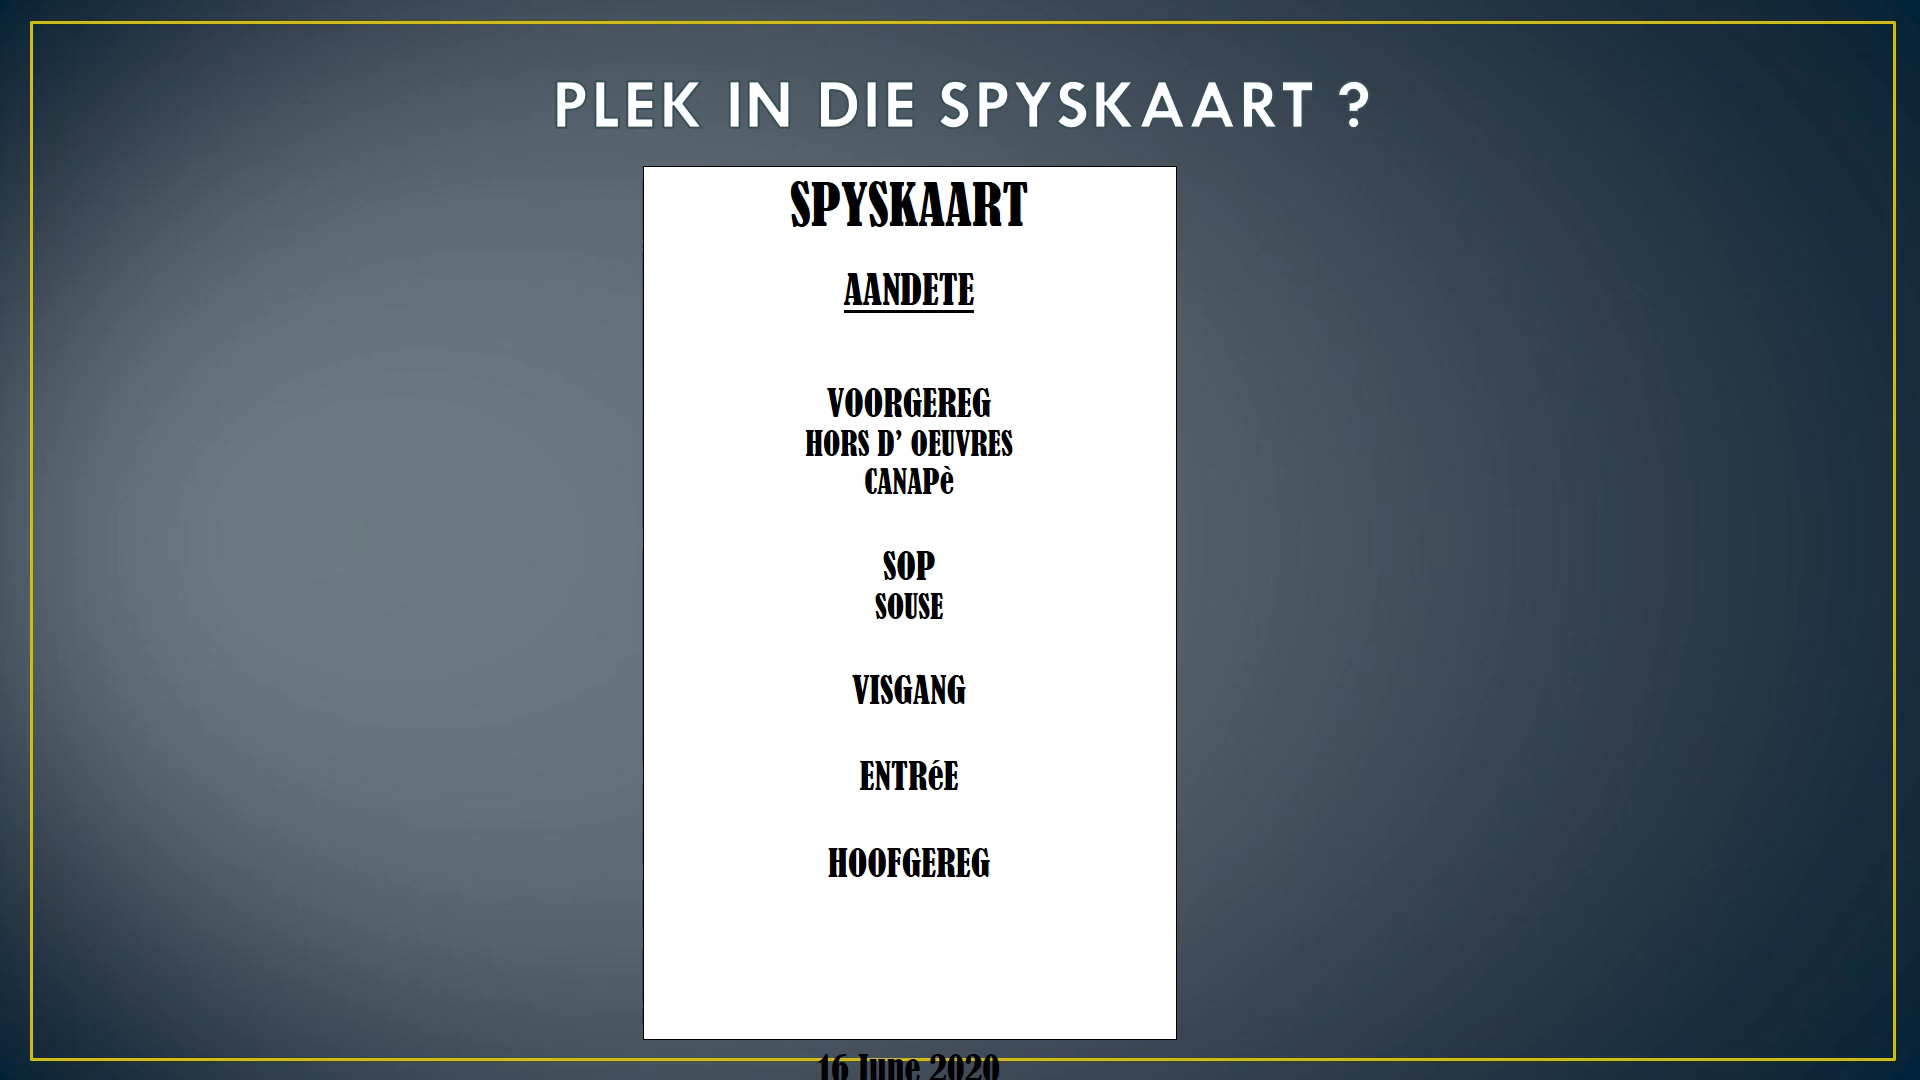 PLEK IN DIE SPYSKAART ?
SPYSKAART
AANDETE
VOORGEREG
HORS D’ OEUVRES
CANAPè
SOP
SOUSE
VISGANG
ENTRéE
HOOFGEREG
16 June 2020